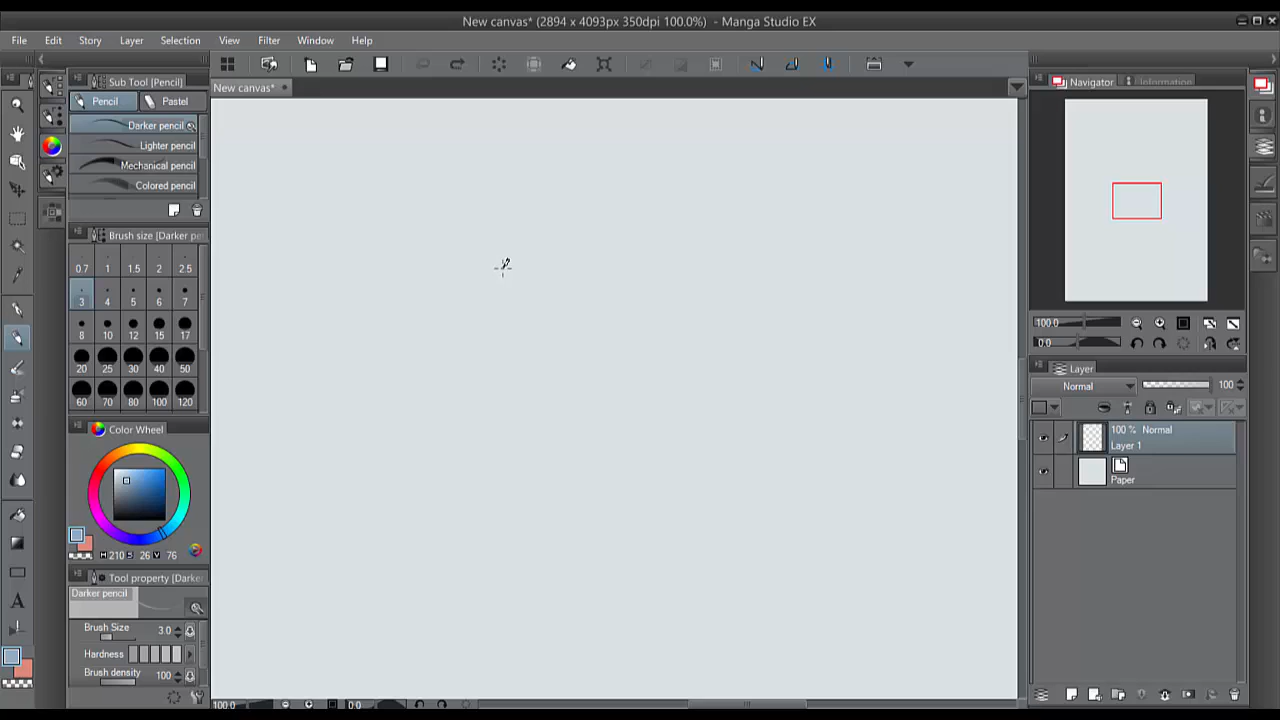 New canvas* (2894 x 4093px 350dpi 100.0%) - Manga Studio EX
File Edit Story Layer Selection View Filter Window Help
Sub Tool [Pencil]
Pencil Pastel
Darker pencil
Lighter pencil
Mechanical pencil
Colored pencil
Brush size [Darker pe
0.7 1 1.5 2 2.5
3 4 5 6 7
8 10 12 15 17
20 25 30 40 50
60 70 80 100 120
Color Wheel
H 210 S 26 V 76
Tool property [Darke
Darker pencil
Brush Size 3.0
Hardness
Brush density 100
A
New canvas*
100.0 0.0
Navigator Information
100.0
0.0
Layer
Normal 100
100 % Normal
Layer 1
Paper